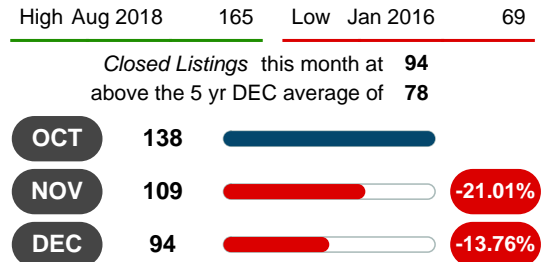 High Aug 2018 165 Low Jan 2016 69
Closed Listings this month at 94
above the 5 yr DEC average of 78
OCT 138
NOV 109 -21.01%
DEC 94 -13.76%